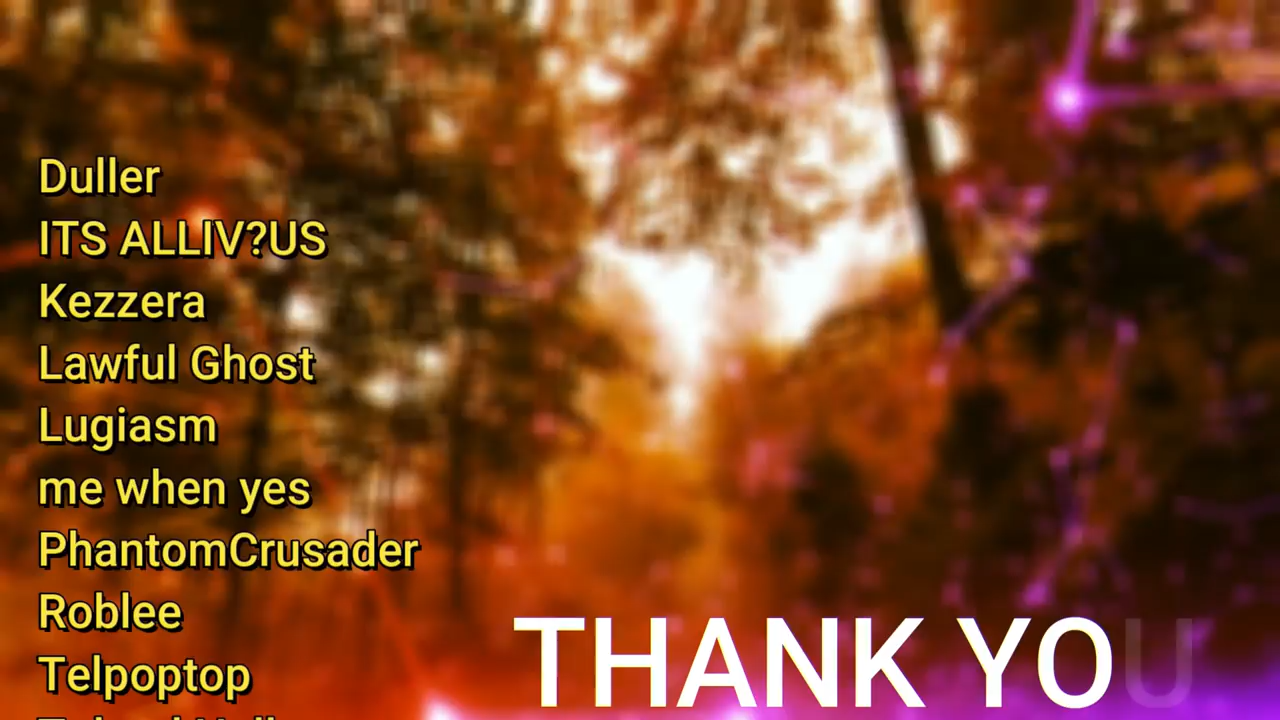 Duller
ITS ALLIV?US
Kezzera
Lawful Ghost
Lugiasm
me when yes
PhantomCrusader
Roblee
Telpoptop
THANK YOU